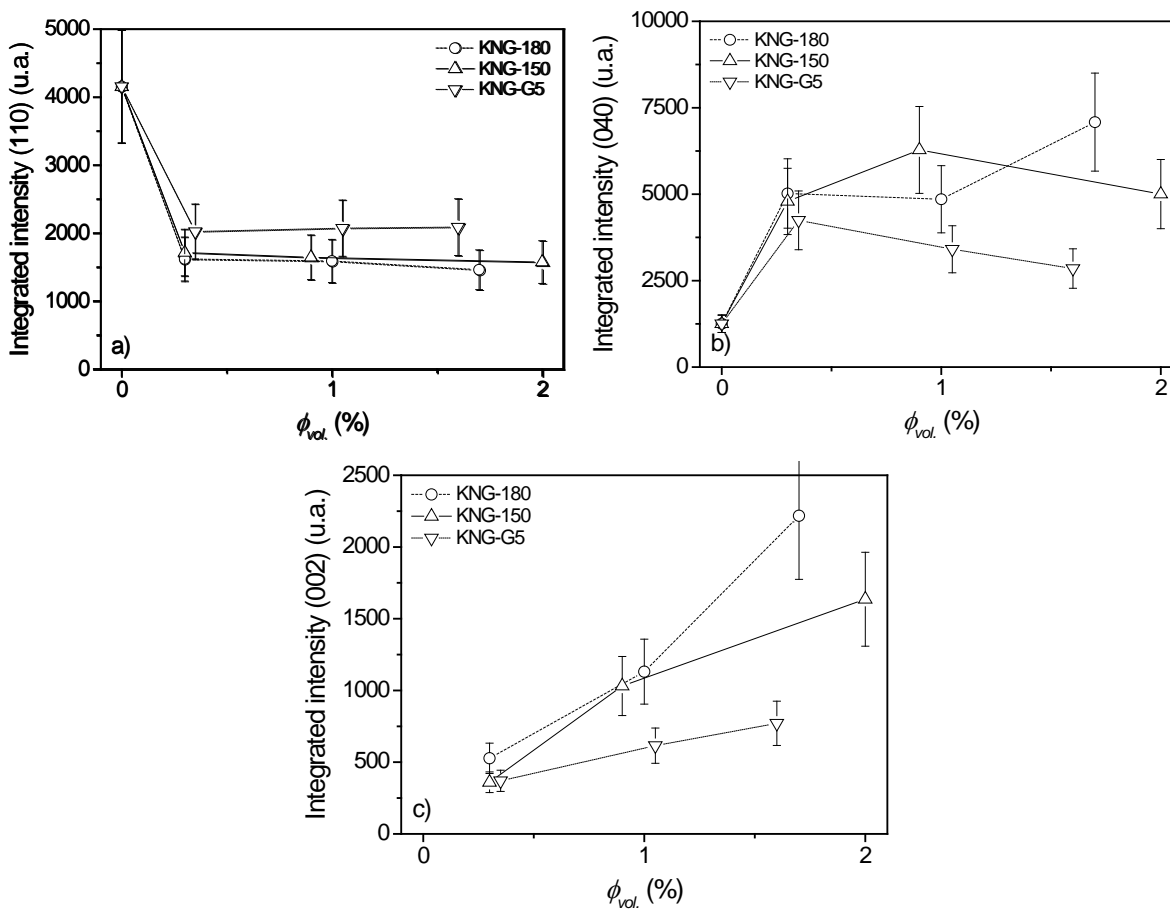 Integrated intensity (110) (u.a.)
5000
4000
3000
2000
1000
0
KNG-180
KNG-150
KNG-G5
a)
0
1
2
ϕvol. (%)
Integrated intensity (040) (u.a.)
10000
7500
5000
2500
0
KNG-180
KNG-150
KNG-G5
b)
0
1
2
ϕvol. (%)
Integrated intensity (002) (u.a.)
2500
2000
1500
1000
500
0
KNG-180
KNG-150
KNG-G5
c)
0
1
2
ϕvol. (%)